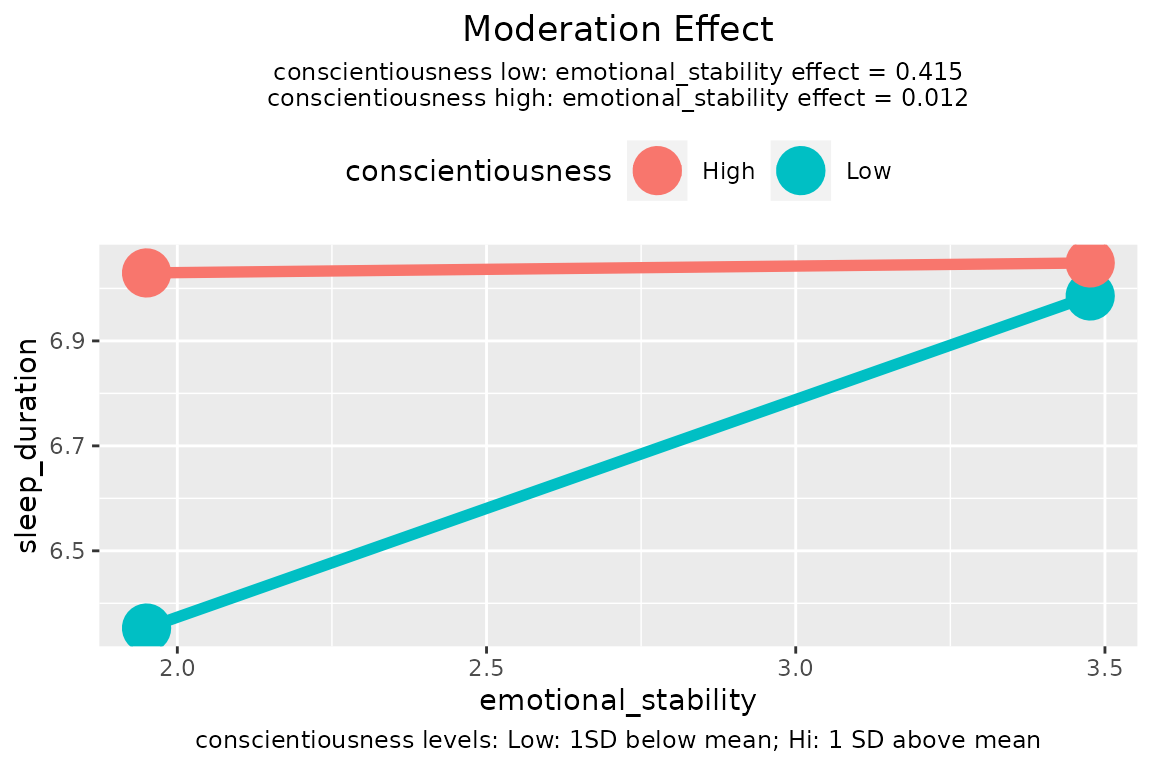 Moderation Effect
conscientiousness low: emotional_stability effect = 0.415
conscientiousness high: emotional_stability effect = 0.012
conscientiousness High Low
sleep_duration
6.9
6.7
6.5
2.0 2.5 3.0 3.5
emotional_stability
conscientiousness levels: Low: 1SD below mean; Hi: 1 SD above mean